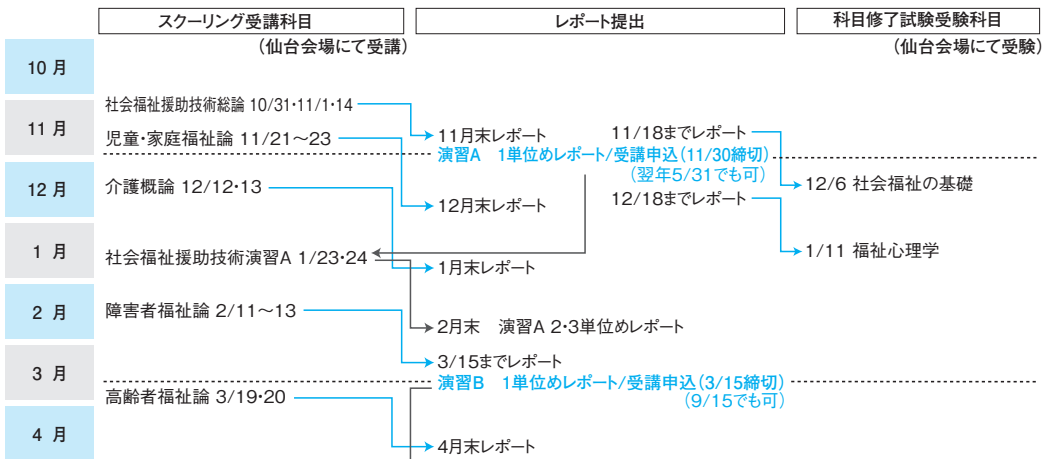 スクーリング受講科目
レポート提出
科目修了試験受験科目
(仙台会場にて受講)
(仙台会場にて受験)
10 月
11 月
12 月
1 月
2 月
3 月
4 月
社会福祉援助技術総論 10/31・11/1・14
児童・家庭福祉論 11/21〜23
介護概論 12/12・13
社会福祉援助技術演習A 1/23・24
障害者福祉論 2/11〜13
高齢者福祉論 3/19・20
11月末レポート
11/18までレポート
演習A 1単位めレポート/受講申込(11/30締切)
(翌年5/31でも可)
12/18までレポート
12月末レポート
1月末レポート
2月末 演習A 2・3単位めレポート
3/15までレポート
演習B 1単位めレポート/受講申込(3/15締切)
(9/15でも可)
4月末レポート
12/6 社会福祉の基礎
1/11 福祉心理学